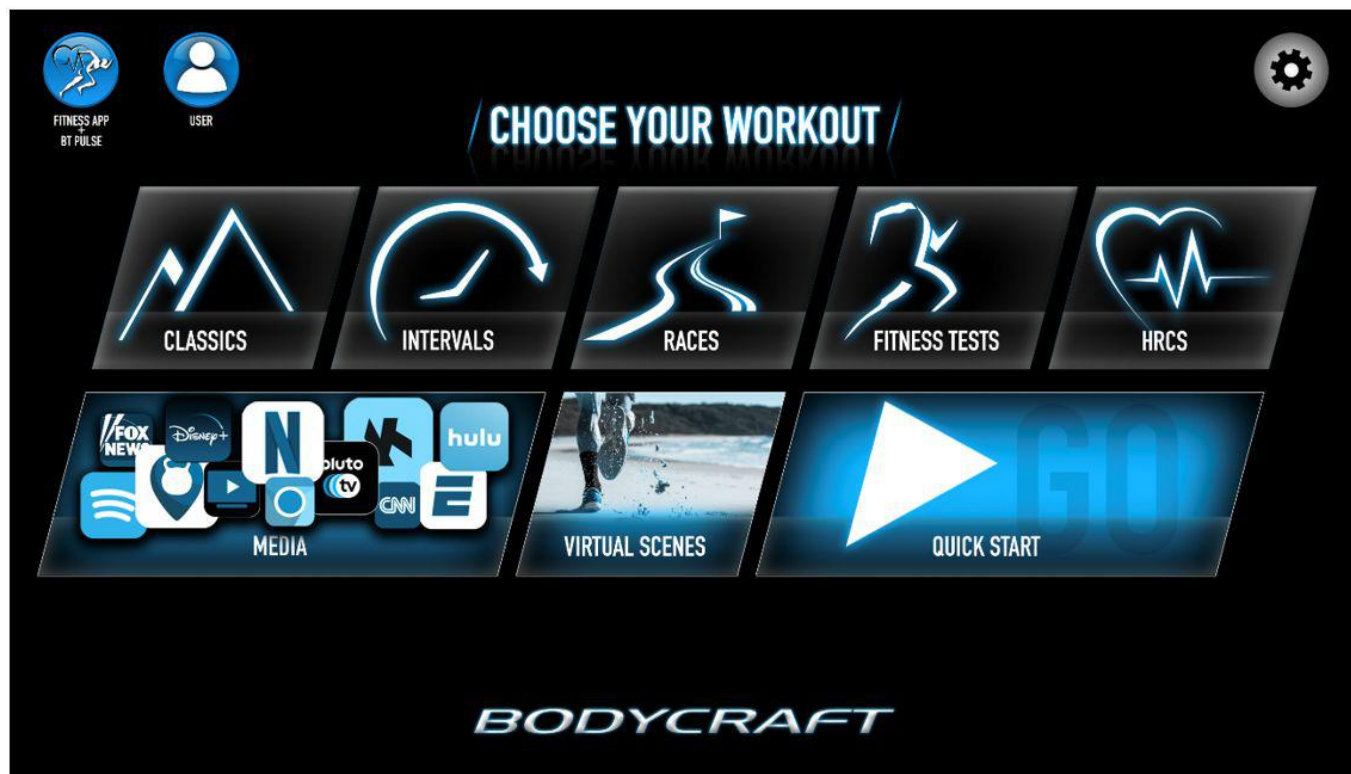 FITNESS APP
+
BT PULSE
USER
CHOOSE YOUR WORKOUT
CLASSICS
INTERVALS
RACES
FITNESS TESTS
HRCS
FOX
NEWS
Disney+
N
K
hulu
pluto
tv
CNN
E
MEDIA
VIRTUAL SCENES
GO
QUICK START
BODYCRAFT